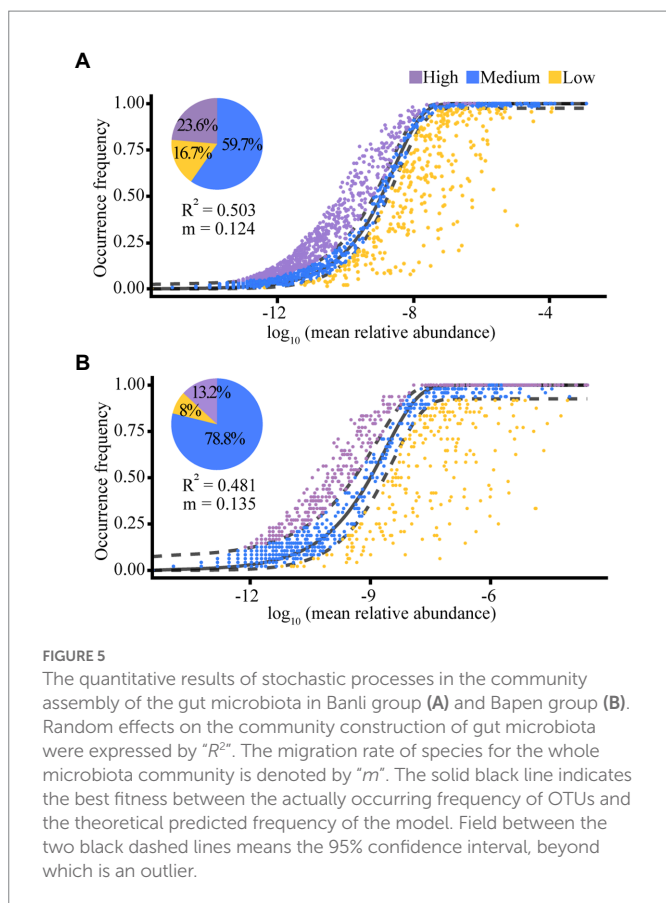 A
High Medium Low
1.00
0.75
0.50
0.25
0.00
Occurrence frequency
23.6%
59.7%
16.7%
R² = 0.503
m = 0.124
-12 -8 -4
log₁₀ (mean relative abundance)
B
1.00
0.75
0.50
0.25
0.00
Occurrence frequency
13.2%
8%
78.8%
R² = 0.481
m = 0.135
-12 -9 -6
log₁₀ (mean relative abundance)
FIGURE 5
The quantitative results of stochastic processes in the community
assembly of the gut microbiota in Banli group (A) and Bapen group (B).
Random effects on the community construction of gut microbiota
were expressed by “R²”. The migration rate of species for the whole
microbiota community is denoted by “m”. The solid black line indicates
the best fitness between the actually occurring frequency of OTUs and
the theoretical predicted frequency of the model. Field between the
two black dashed lines means the 95% confidence interval, beyond
which is an outlier.